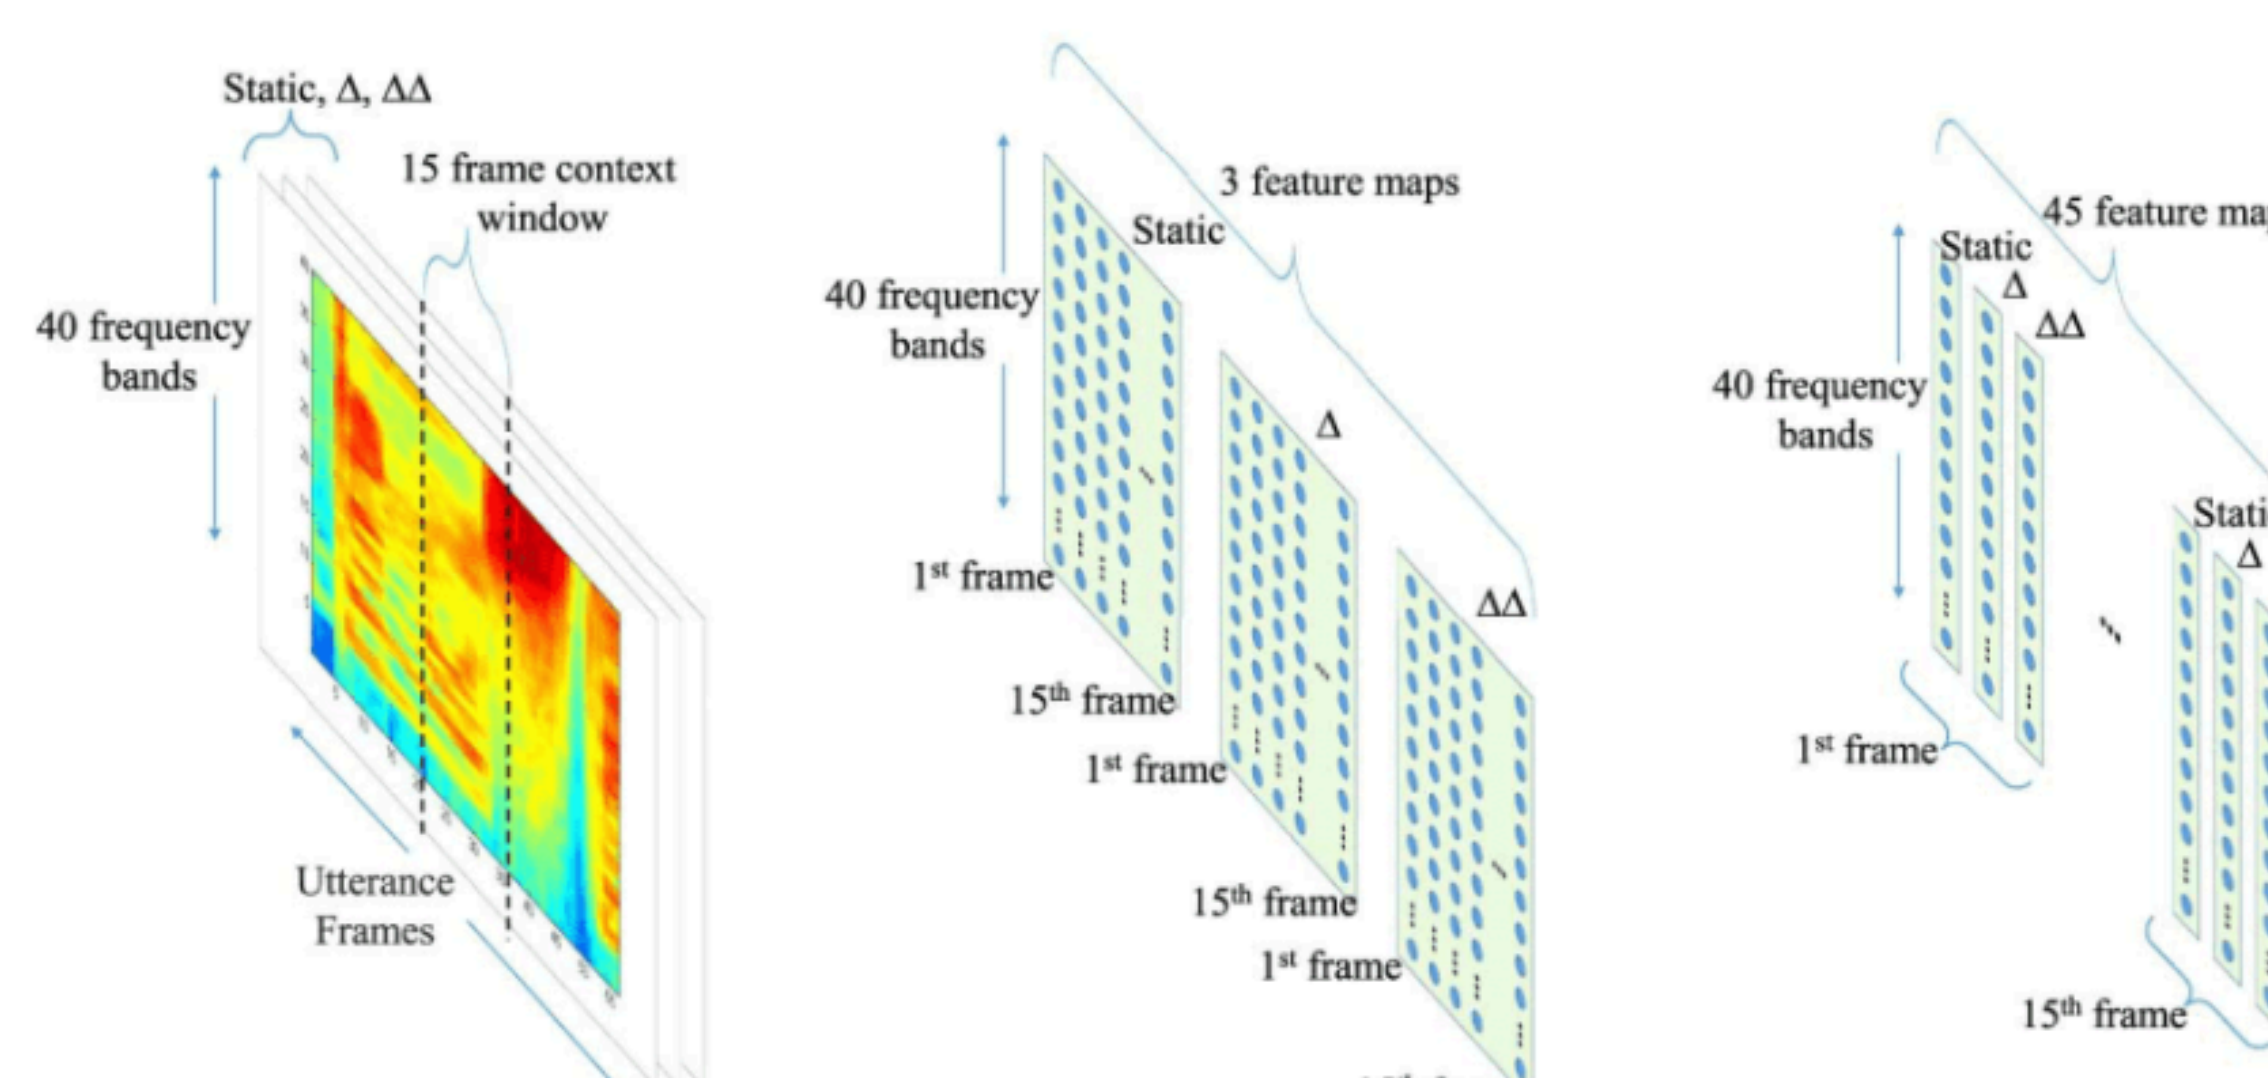 Static, Δ, ΔΔ
15 frame context
window
40 frequency
bands
Utterance
Frames
3 feature maps
Static
40 frequency
bands
Δ
ΔΔ
1st frame
15th frame
1st frame
15th frame
1st frame
45 feature
Static
Δ
ΔΔ
40 frequency
bands
1st frame
Δ
15th frame